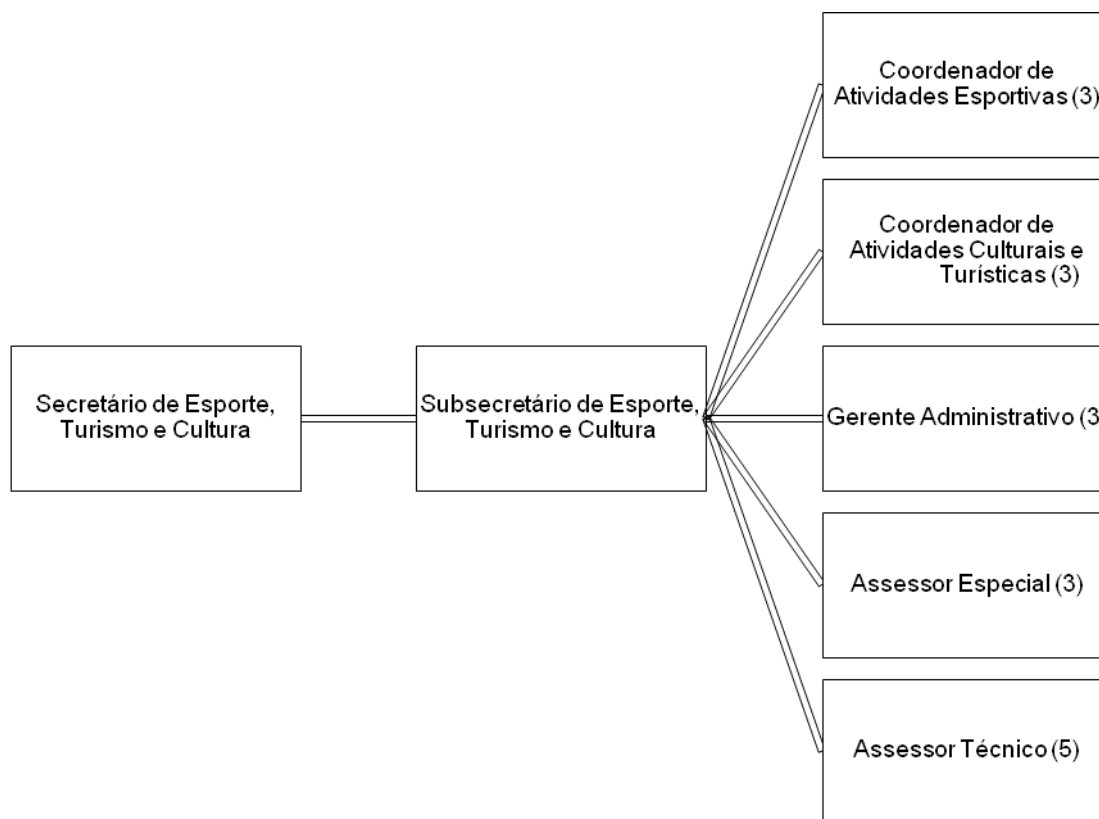 Coordenador de
Atividades Esportivas (3)
Coordenador de
Atividades Culturais e
Turísticas (3)
Secretário de Esporte,
Turismo e Cultura
Subsecretário de Esporte,
Turismo e Cultura
Gerente Administrativo (3
Assessor Especial (3)
Assessor Técnico (5)